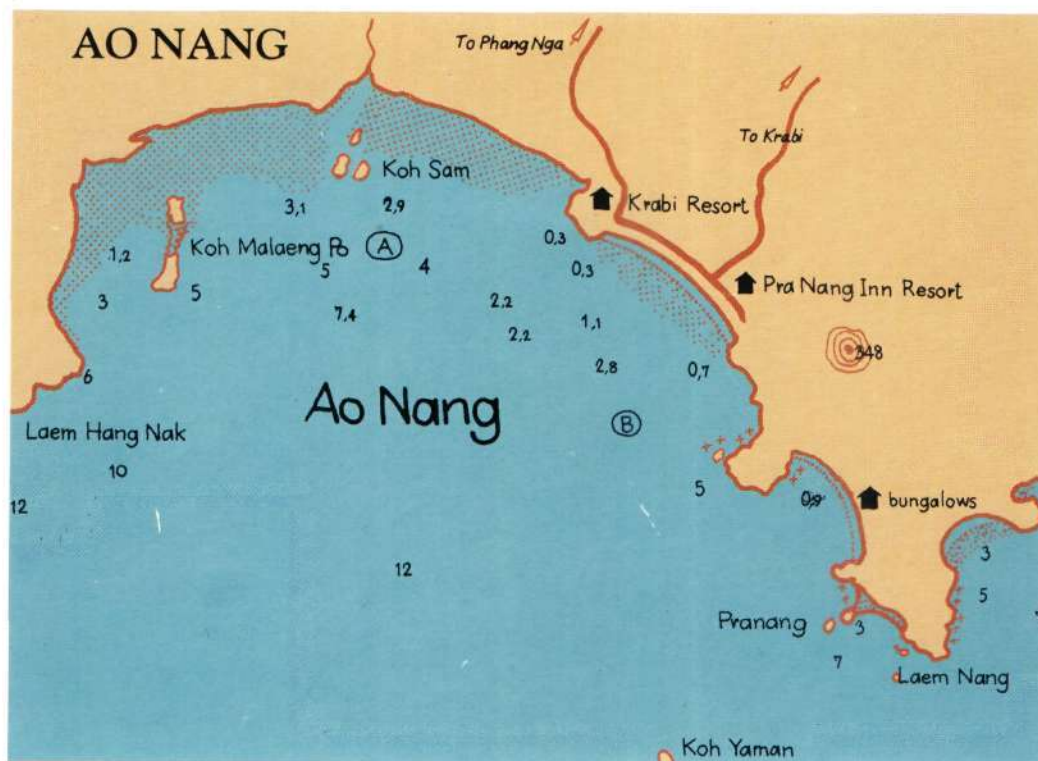 AO NANG
To Phang Nga
To Krabi
Koh Sam
Krabi Resort
3,1
2,9
0,3
1,2
Koh Malaeng Po
A
5
4
0,3
3
5
2,2
Pra Nang Inn Resort
7,4
2,2
1,1
348
6
2,8
0,7
Ao Nang
B
Laem Hang Nak
10
5
0,9
bungalows
12
3
12
5
Pranang
3
7
Laem Nang
Koh Yaman